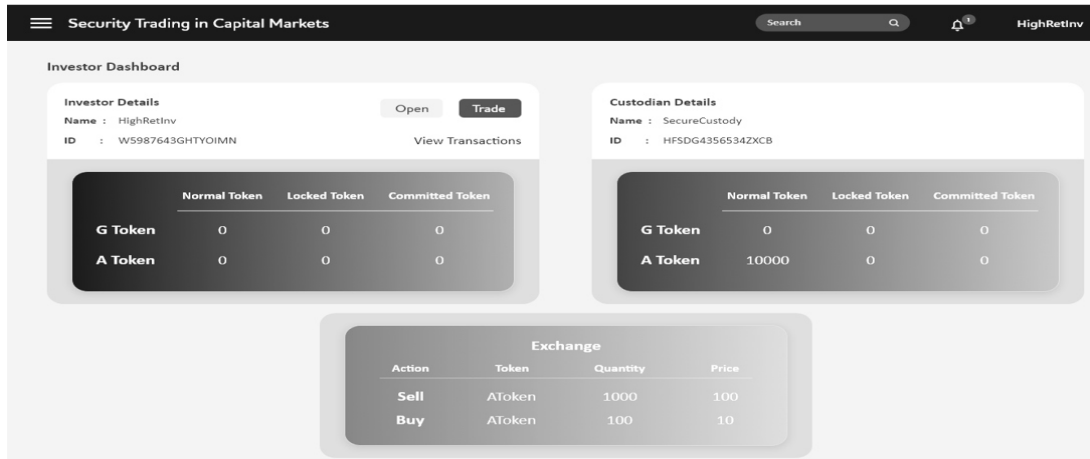 Security Trading in Capital Markets
Search
1
HighRetInv
Investor Dashboard
Investor Details
Open
Trade
Name : HighRetInv
ID : W5987643GHTYOIMN
View Transactions
Normal Token Locked Token Committed Token
G Token 0 0 0
A Token 0 0 0
Custodian Details
Name : SecureCustody
ID : HFSDG4356534ZXCB
Normal Token Locked Token Committed Token
G Token 0 0 0
A Token 10000 0 0
Exchange
Action Token Quantity Price
Sell AToken 1000 100
Buy AToken 100 10